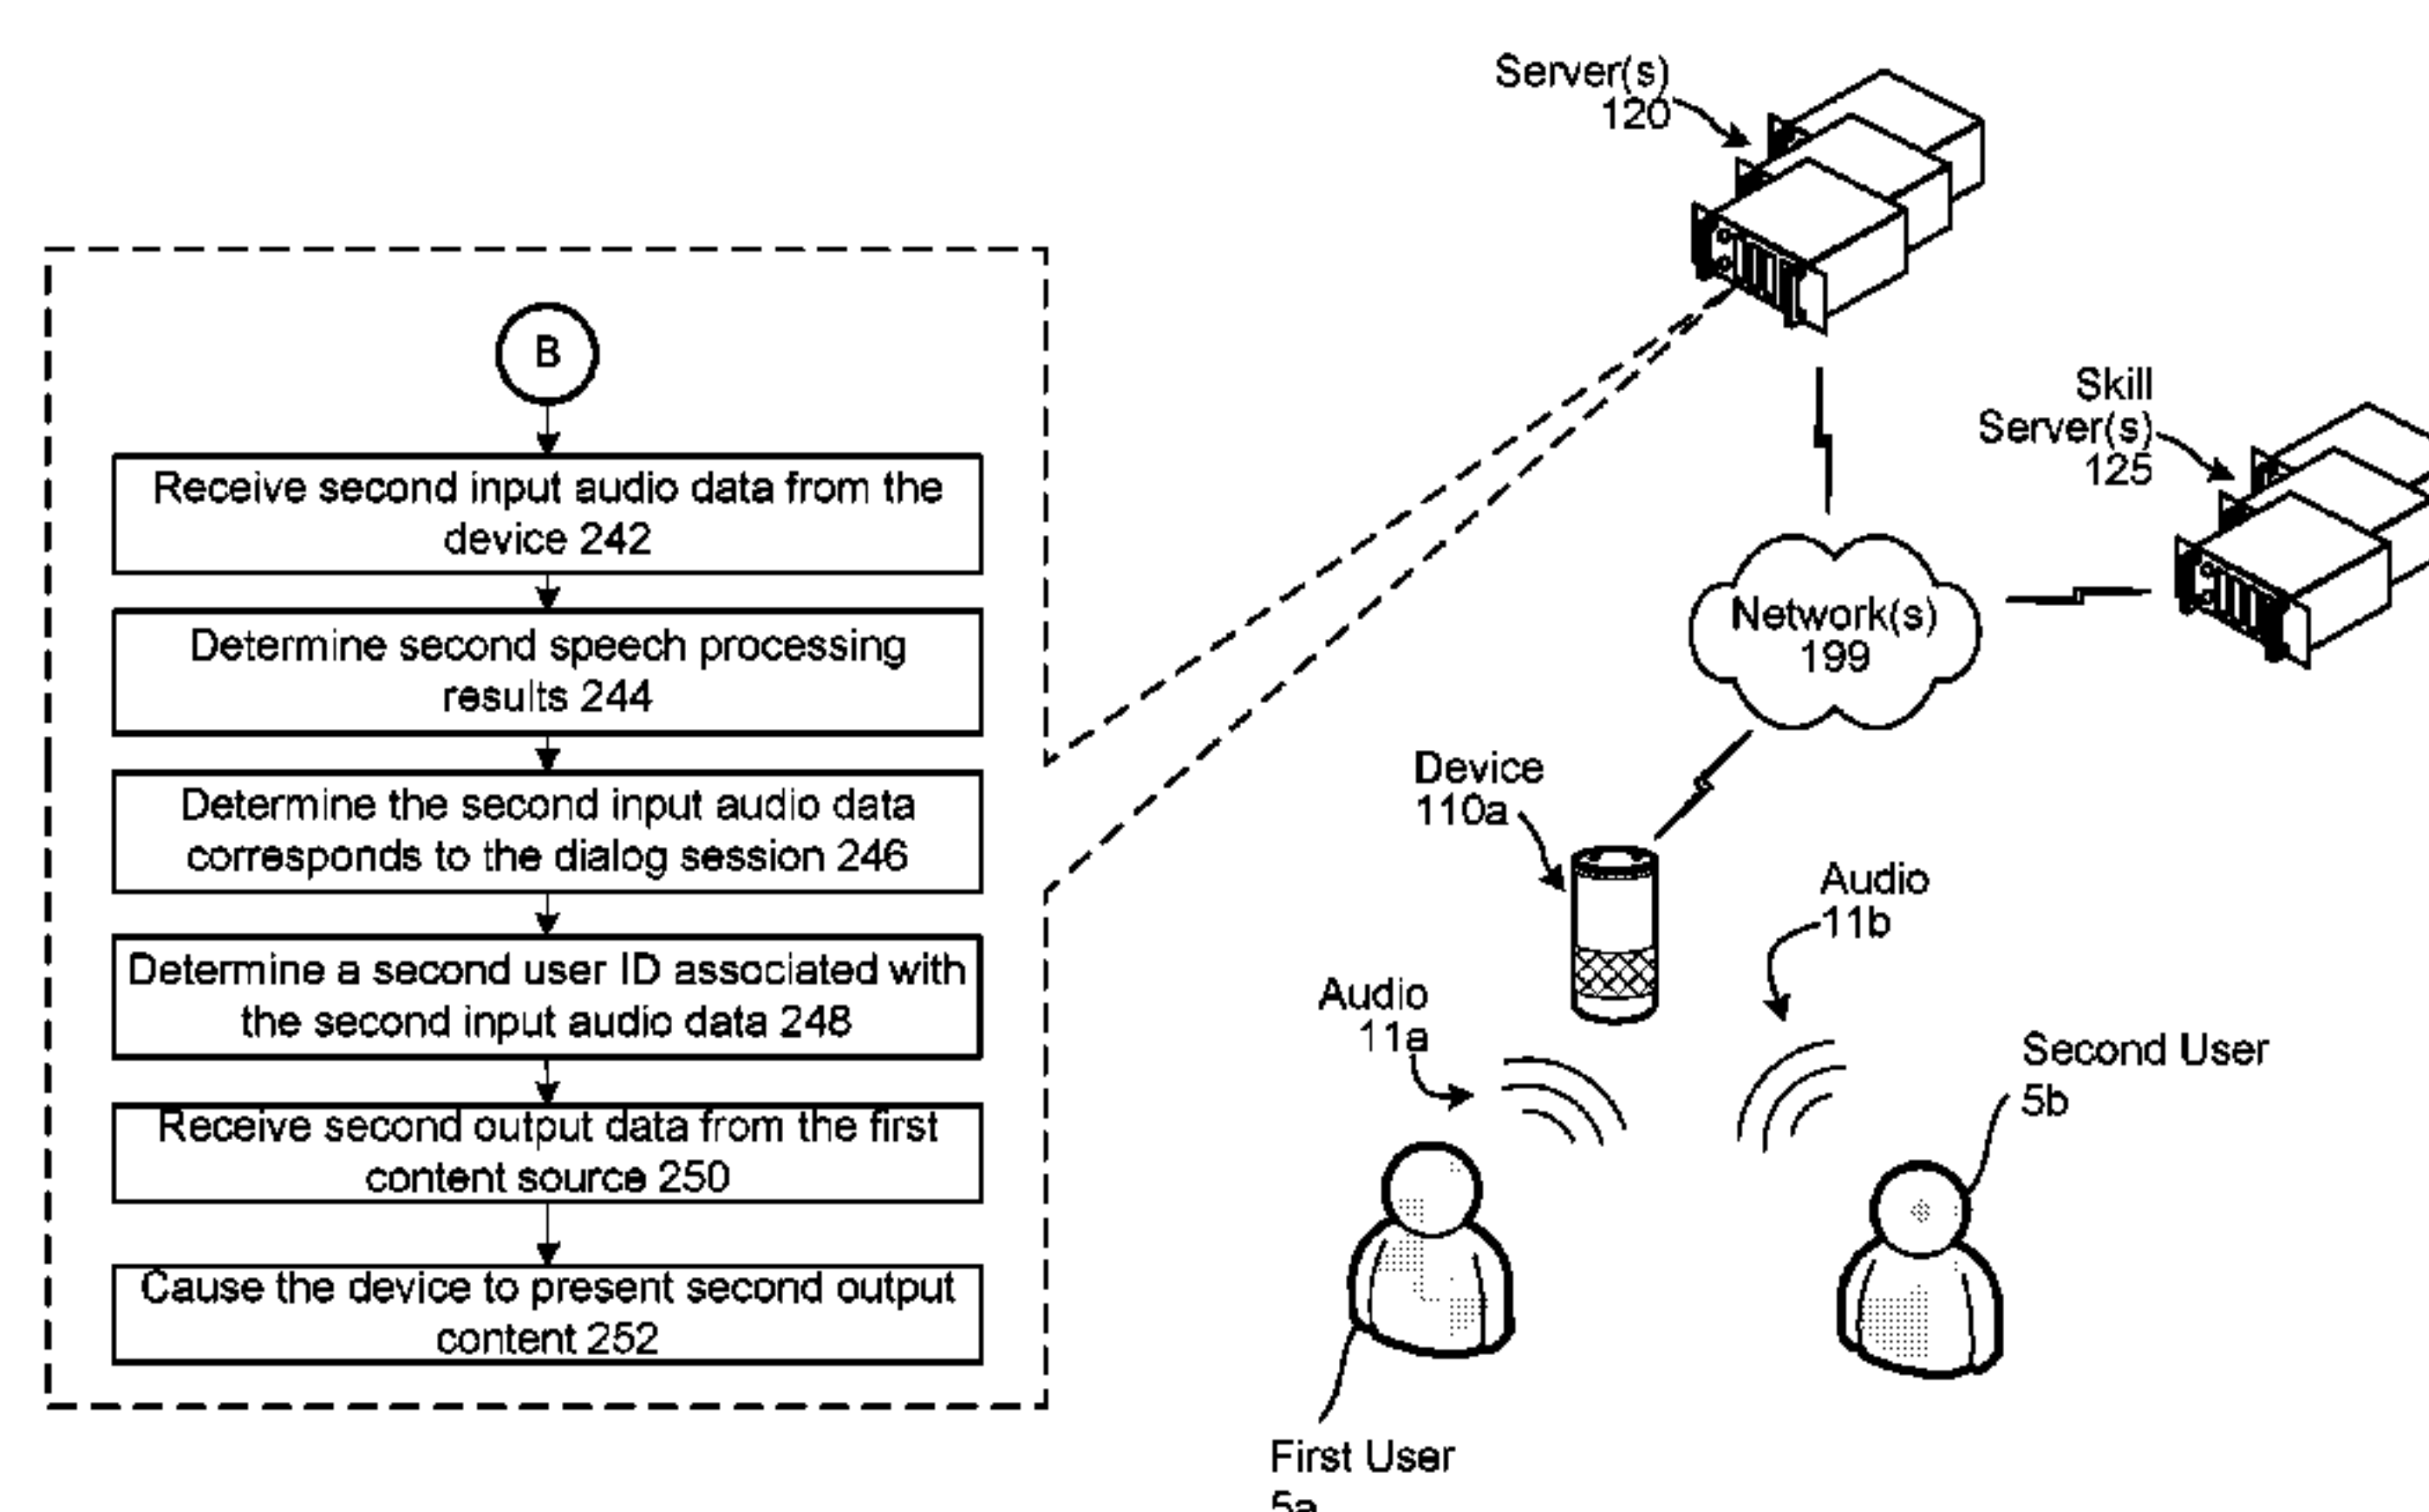 B
Receive second input audio data from the
device 242
Determine second speech processing
results 244
Determine the second input audio data
corresponds to the dialog session 246
Determine a second user ID associated with
the second input audio data 248
Receive second output data from the first
content source 250
Cause the device to present second output
content 252
Server(s)
120
Skill
Server(s)
125
Network(s)
199
Device
110a
Audio
11b
Audio
11a
Second User
5b
First User
5a